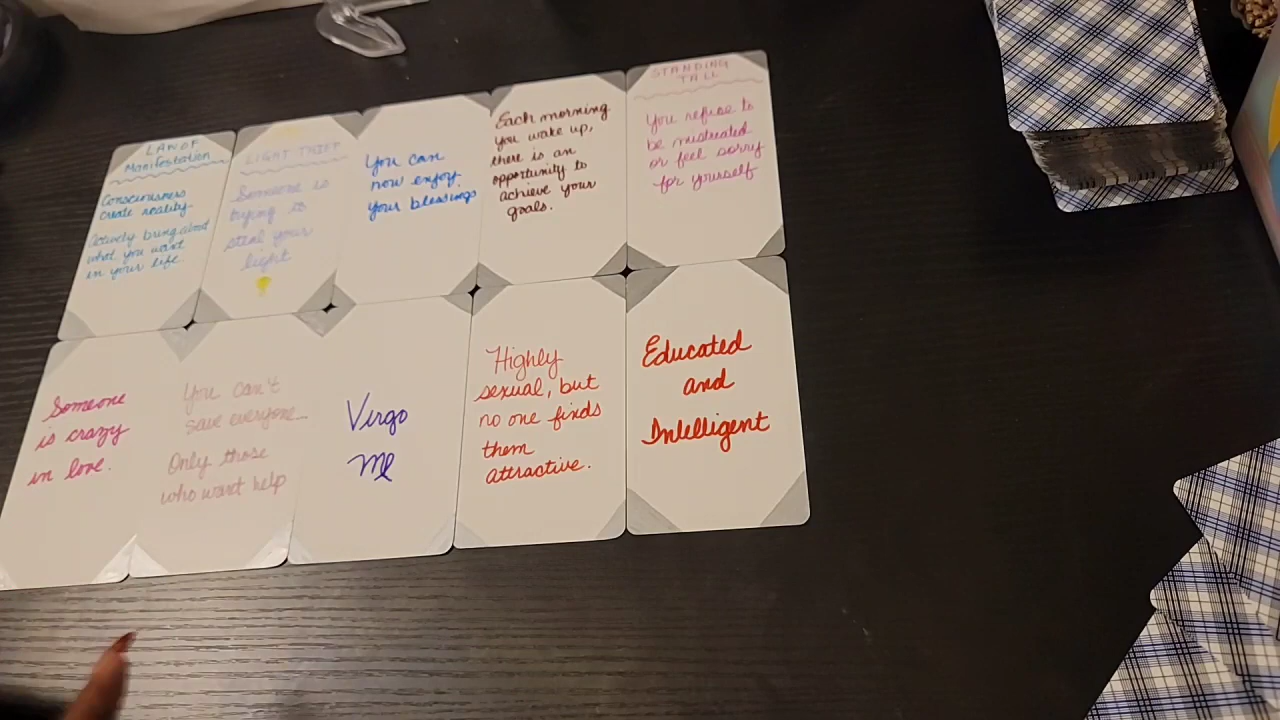 LAW OF
Manifestation
Consciousness
create reality.
Actively bring about
what you want
in your life.
LIGHT THIEF
Someone is
trying to
steal your
light
You can
now enjoy
your blessings
Each morning
you wake up,
there is an
opportunity to
achieve your
goals.
STANDING
TALL
You refuse to
be mistreated
or feel sorry
for yourself
Someone
is crazy
in love.
You can't
save everyone...
Only those
who want help
Virgo
♍
Highly
sexual, but
no one finds
them
attractive.
Educated
and
Intelligent